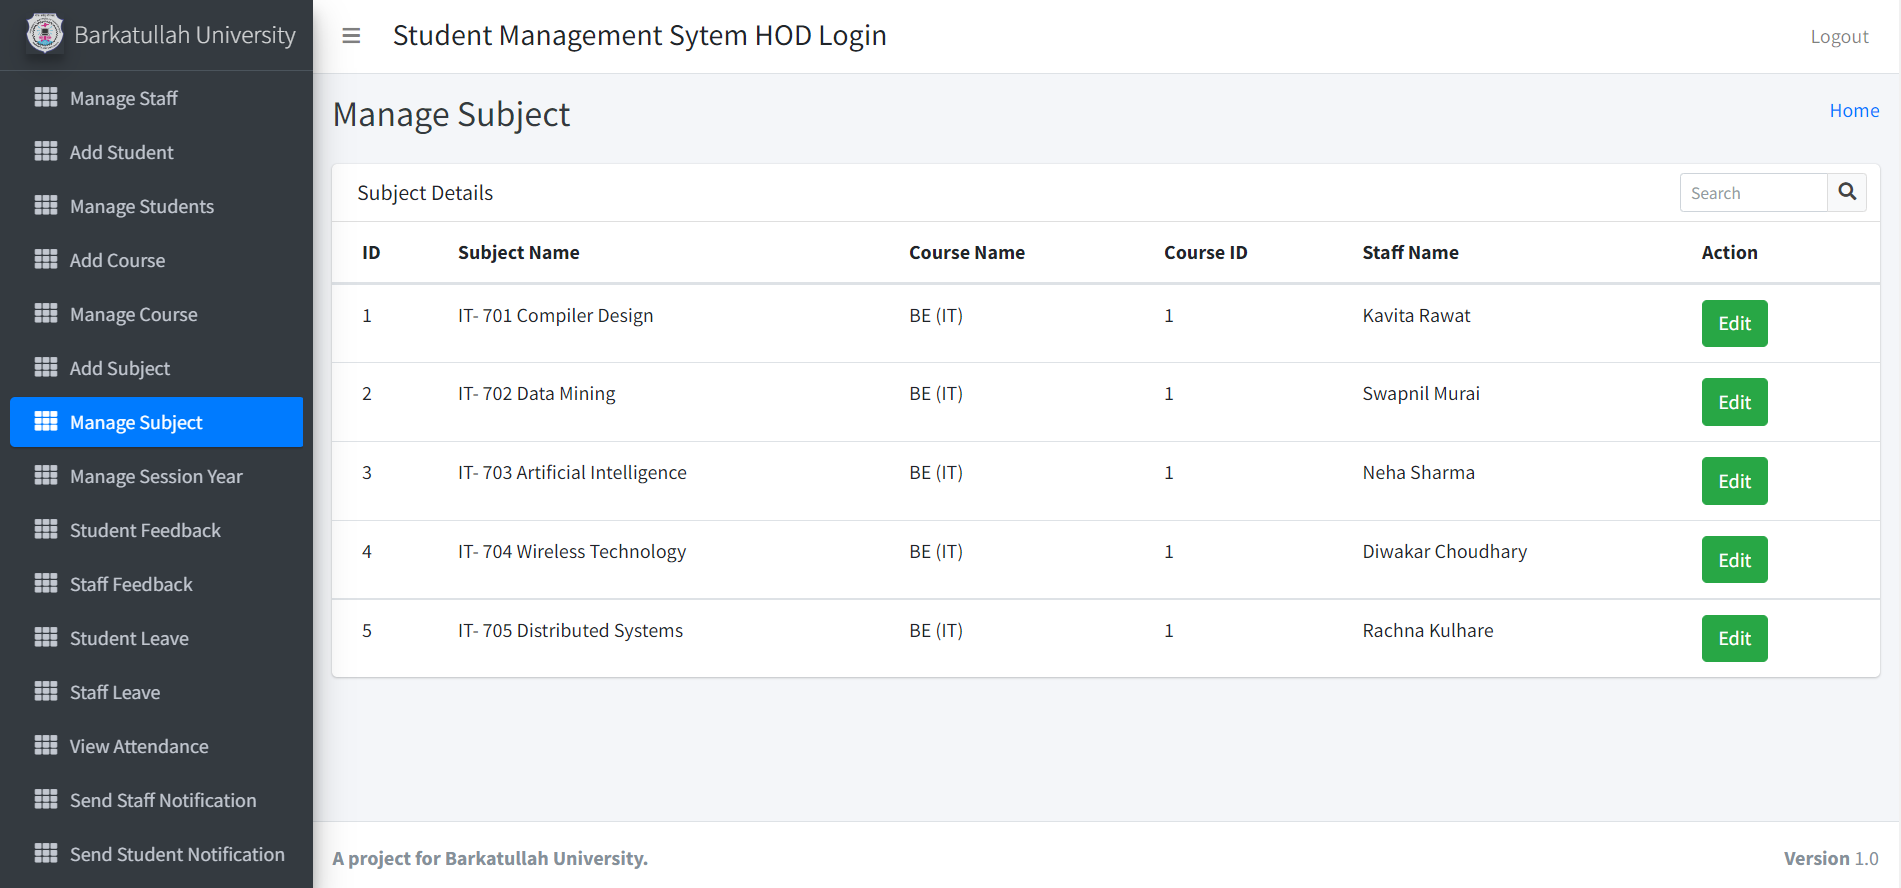 Barkatullah University
Student Management Sytem HOD Login
Logout
Manage Staff
Add Student
Manage Students
Add Course
Manage Course
Add Subject
Manage Subject
Manage Session Year
Student Feedback
Staff Feedback
Student Leave
Staff Leave
View Attendance
Send Staff Notification
Send Student Notification
Manage Subject
Home
Subject Details
Search
ID Subject Name Course Name Course ID Staff Name Action
1 IT- 701 Compiler Design BE (IT) 1 Kavita Rawat Edit
2 IT- 702 Data Mining BE (IT) 1 Swapnil Murai Edit
3 IT- 703 Artificial Intelligence BE (IT) 1 Neha Sharma Edit
4 IT- 704 Wireless Technology BE (IT) 1 Diwakar Choudhary Edit
5 IT- 705 Distributed Systems BE (IT) 1 Rachna Kulhare Edit
A project for Barkatullah University.
Version 1.0